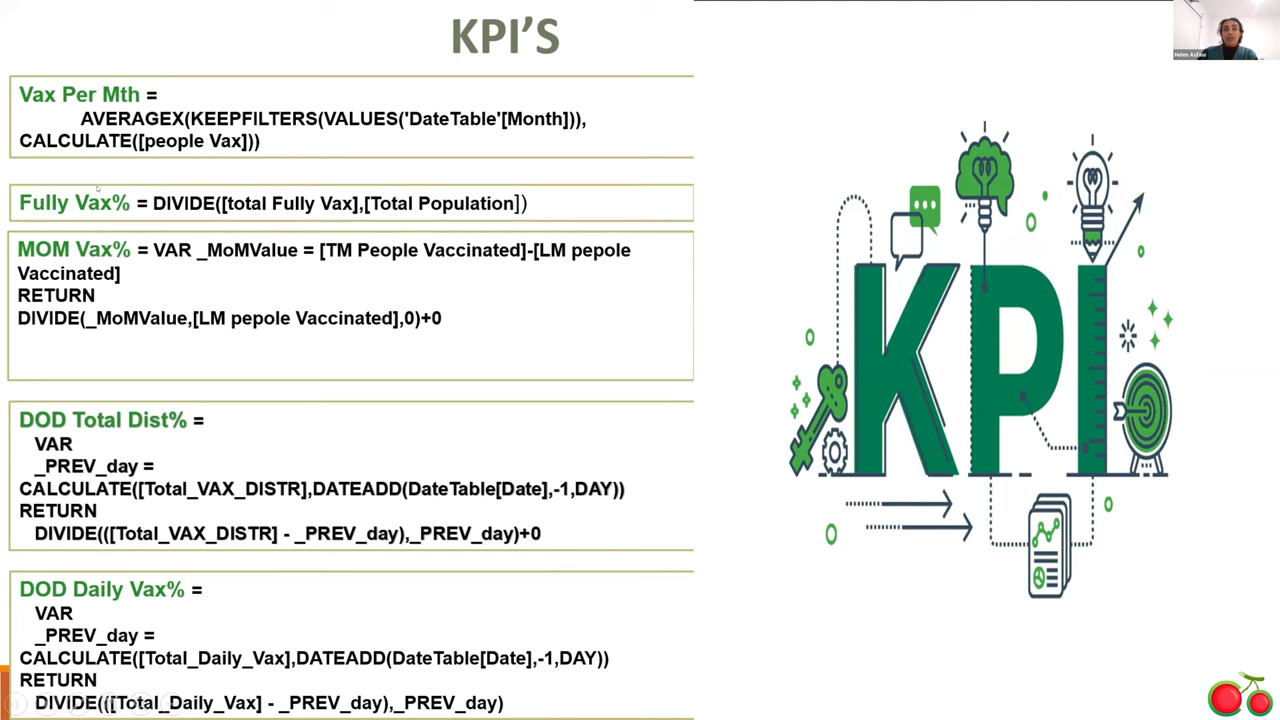 KPI'S
Vax Per Mth =
AVERAGEX(KEEPFILTERS(VALUES('DateTable'[Month])),
CALCULATE([people Vax]))
Fully Vax% = DIVIDE([total Fully Vax],[Total Population])
MOM Vax% = VAR _MoMValue = [TM People Vaccinated]-[LM pepole
Vaccinated]
RETURN
DIVIDE(_MoMValue,[LM pepole Vaccinated],0)+0
DOD Total Dist% =
VAR
_PREV_day =
CALCULATE([Total_VAX_DISTR],DATEADD(DateTable[Date],-1,DAY))
RETURN
DIVIDE(([Total_VAX_DISTR] - _PREV_day),_PREV_day)+0
DOD Daily Vax% =
VAR
_PREV_day =
CALCULATE([Total_Daily_Vax],DATEADD(DateTable[Date],-1,DAY))
RETURN
DIVIDE(([Total_Daily_Vax] - _PREV_day),_PREV_day)
KPI
Helen Asfaw